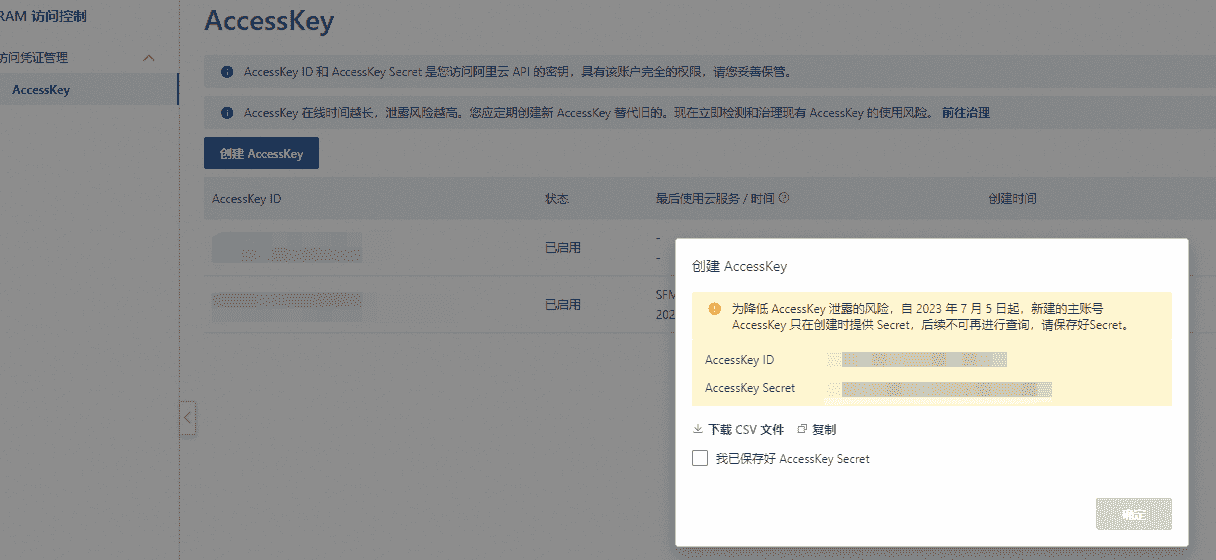 RAM 访问控制
AccessKey
访问凭证管理
AccessKey
AccessKey ID 和 AccessKey Secret 是您访问阿里云 API 的密钥，具有该账户完全的权限，请您妥善保管。
AccessKey 在线时间越长，泄露风险越高。您应定期创建新 AccessKey 替代旧的。现在立即检测和治理现有 AccessKey 的使用风险。 前往治理
创建 AccessKey
AccessKey ID 状态 最后使用云服务 / 时间 创建时间
已启用 -
-
已启用 SFM
202
创建 AccessKey
为降低 AccessKey 泄露的风险，自 2023 年 7 月 5 日起，新建的主账号
AccessKey 只在创建时提供 Secret，后续不可再进行查询，请保存好Secret。
AccessKey ID
AccessKey Secret
下载 CSV 文件 复制
我已保存好 AccessKey Secret
确定